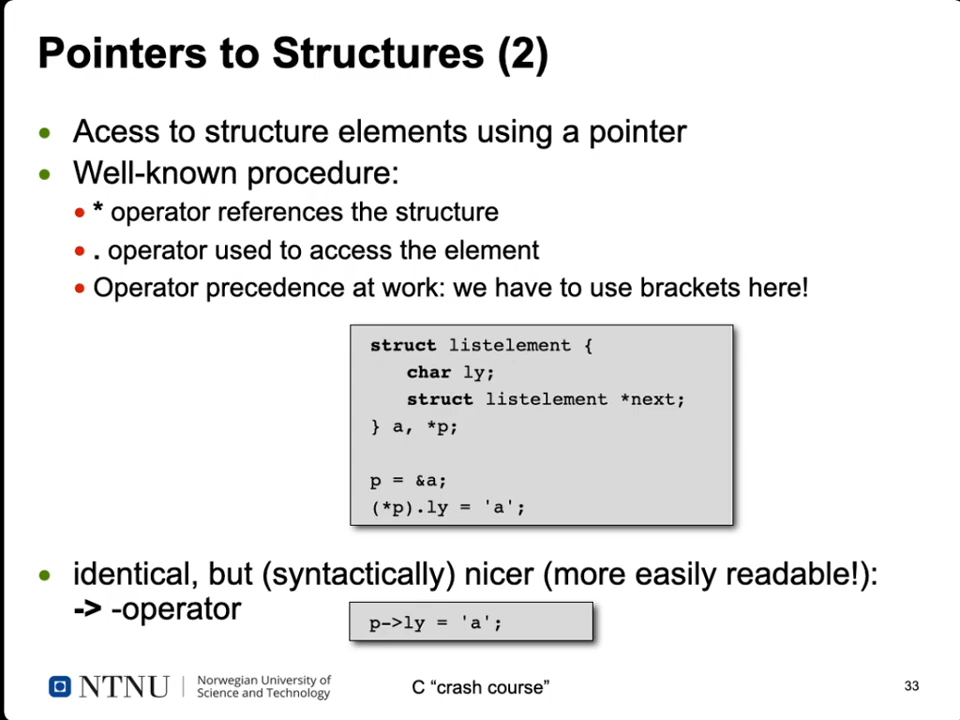 Pointers to Structures (2)
• Acess to structure elements using a pointer
• Well-known procedure:
• * operator references the structure
• . operator used to access the element
• Operator precedence at work: we have to use brackets here!
struct listelement {
char ly;
struct listelement *next;
} a, *p;
p = &a;
(*p).ly = 'a';
• identical, but (syntactically) nicer (more easily readable!):
-> -operator
p->ly = 'a';
NTNU
Norwegian University of
Science and Technology
C “crash course”
33